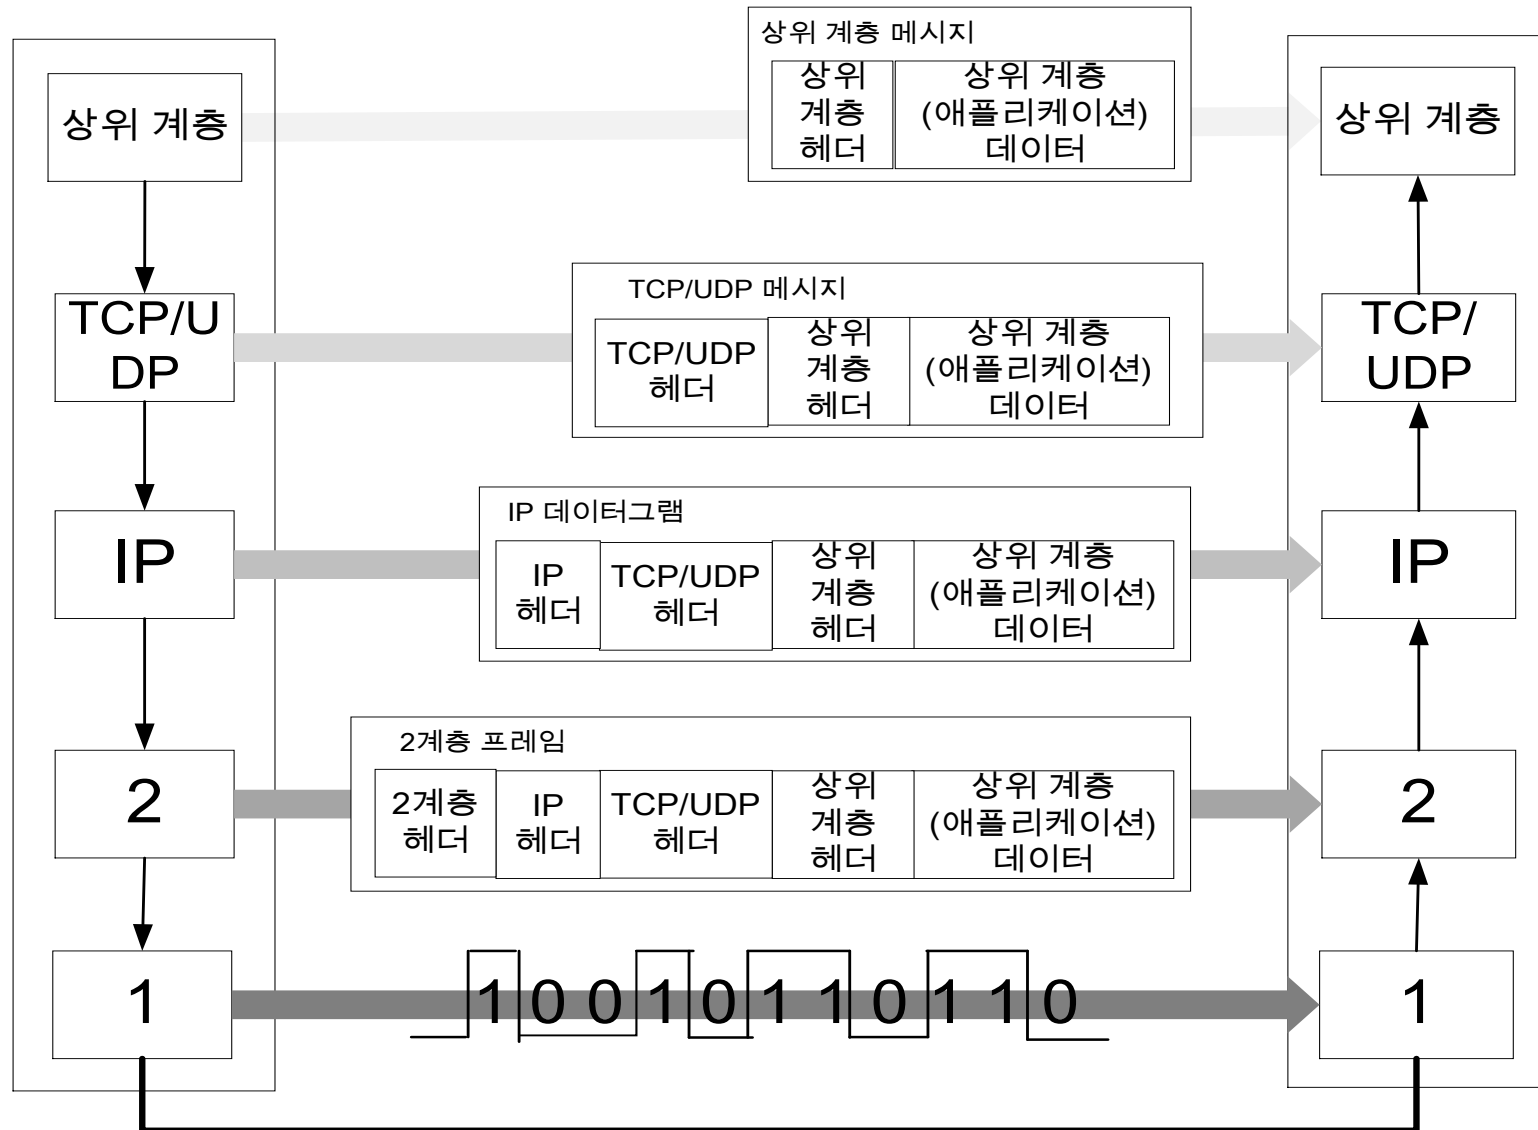 상위 계층 메시지
상위 계층
상위
계층
헤더
상위 계층
(애플리케이션)
데이터
상위 계층
TCP/UDP 메시지
TCP/U
DP
TCP/UDP
헤더
상위
계층
헤더
상위 계층
(애플리케이션)
데이터
TCP/
UDP
IP 데이터그램
IP
IP
헤더
TCP/UDP
헤더
상위
계층
헤더
상위 계층
(애플리케이션)
데이터
IP
2계층 프레임
2
2계층
헤더
IP
헤더
TCP/UDP
헤더
상위
계층
헤더
상위 계층
(애플리케이션)
데이터
2
1
1 0 0 1 0 1 1 0 1 1 0
1